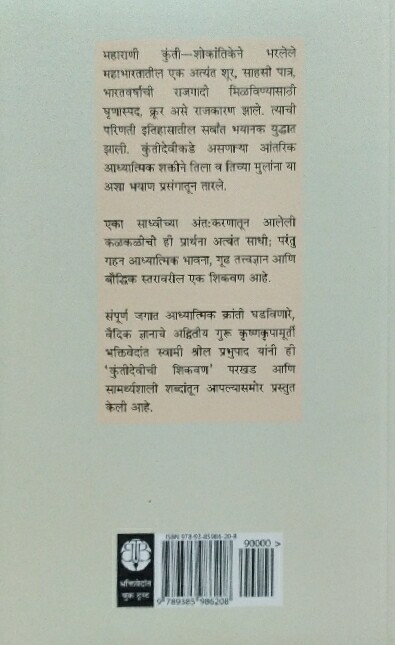 महाराणी कुंती—शोकांतिकेने भरलेले
महाभारतातील एक अत्यंत शूर, साहसी पात्र,
भारतवर्षाची राजगादी मिळविण्यासाठी
घृणास्पद, क्रूर असे राजकारण झाले. त्याची
परिणती इतिहासातील सर्वांत भयानक युद्धात
झाली. कुंतीदेवीकडे असणाऱ्या आंतरिक
आध्यात्मिक शक्तीने तिला व तिच्या मुलांना या
अशा भयाण प्रसंगातून तारले.
एका साध्वीच्या अंतःकरणातून आलेली
कळकळीची ही प्रार्थना अत्यंत साधी; परंतु
गहन आध्यात्मिक भावना, गूढ तत्त्वज्ञान आणि
बौद्धिक स्तरावरील एक शिकवण आहे.
संपूर्ण जगात आध्यात्मिक क्रांती घडविणारे,
वैदिक ज्ञानाचे अद्वितीय गुरू कृष्णकृपामूर्ती
भक्तिवेदांत स्वामी श्रील प्रभुपाद यांनी ही
'कुंतीदेवीची शिकवण' परखड आणि
सामर्थ्यशाली शब्दांतून आपल्यासमोर प्रस्तुत
केली आहे.
ISBN 978-93-85986-20-8
90000 >
9 789385 986208
भक्तिवेदांत
बुक ट्रस्ट